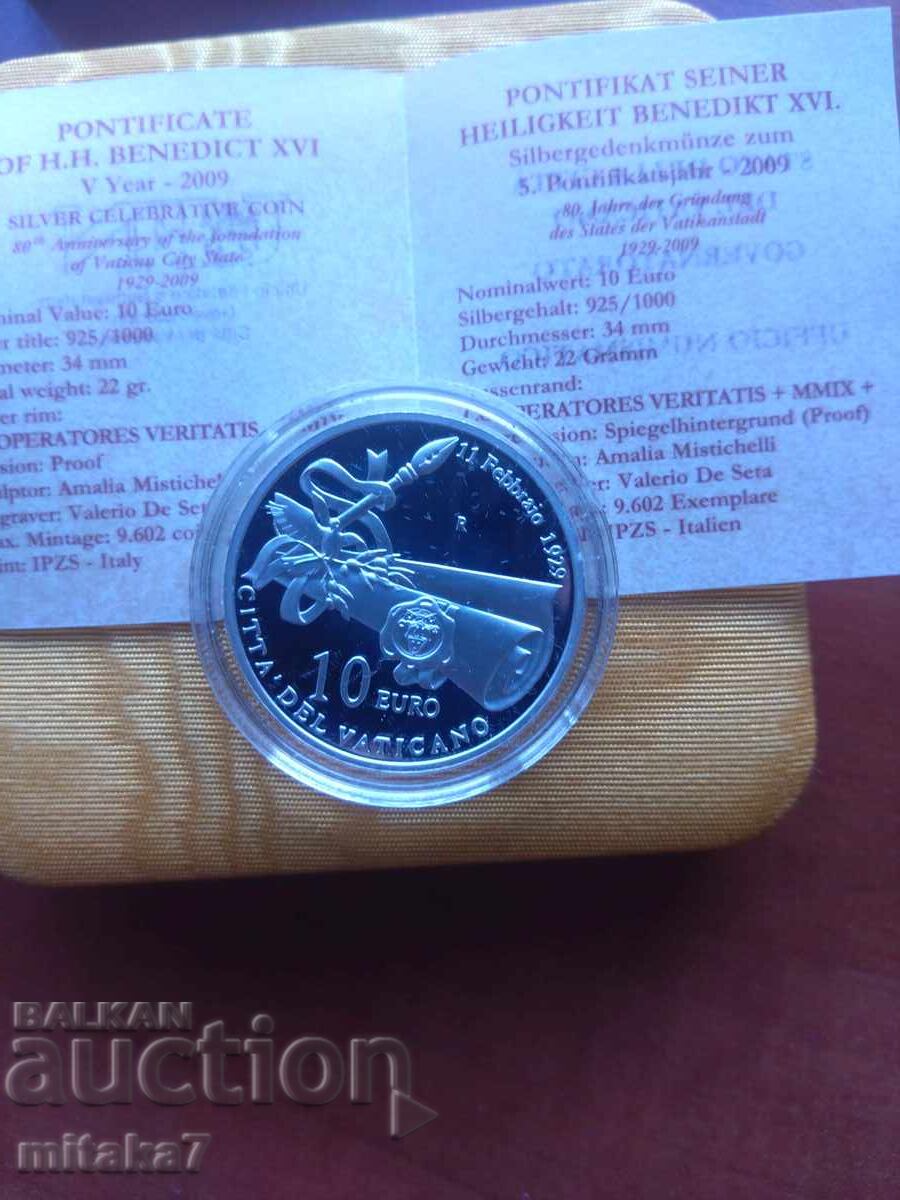 PONTIFICATE
OF H.H. BENEDICT XVI
V Year - 2009
SILVER CELEBRATIVE COIN
80th Anniversary of the foundation
of Vatican City State
1929-2009
Value: 10 Euro
title: 925/1000
34 mm
weight: 22 gr.
rim:
OPERATORES VERITATIS
Proof
Amalia Mistichel
Valerio De Seta
Mintage: 9.602
IPZS - Italy
PONTIFIKAT SEINER
HEILIGKEIT BENEDIKT XVI.
Silbergedenkmünze zum
5. Pontifikatsjahr - 2009
80. Jahre der Gründung
des States der Vatikanstadt
1929-2009
Nominalwert: 10 Euro
Silbergehalt: 925/1000
Durchmesser: 34 mm
Gewicht: 22 Gramm
ssenrand:
OPERATORES VERITATIS + MMIX +
Spiegelhintergrund (Proof)
Amalia Mistichelli
Valerio De Seta
9.602 Exemplare
IPZS - Italien
11 Febbraio 1929
R
10 EURO
CITTA' DEL VATICANO
BALKAN
auction
mitaka7